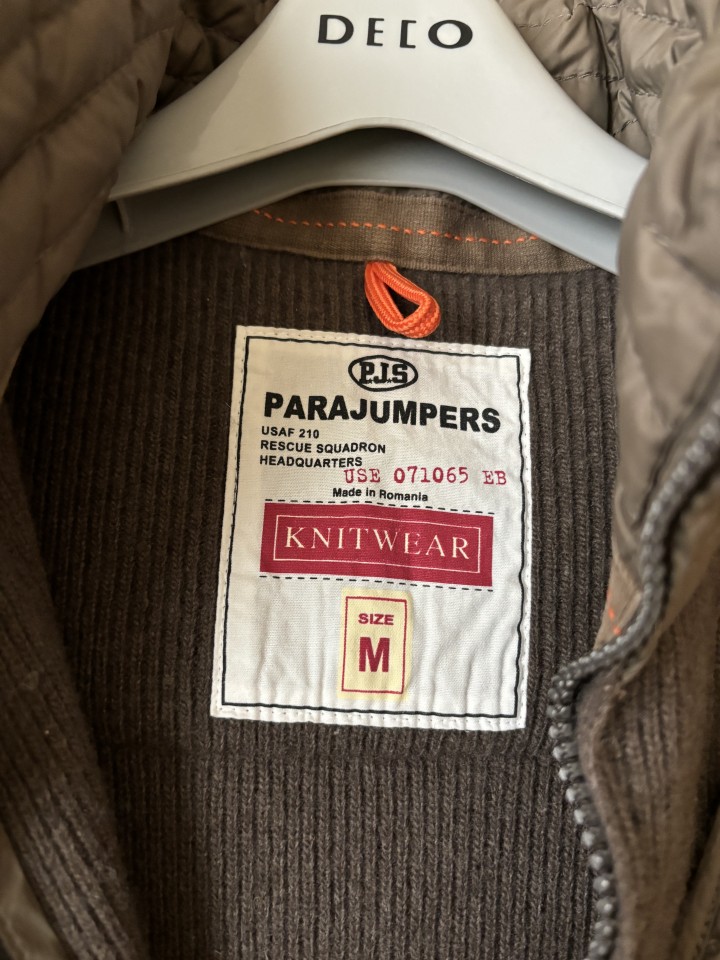 DECO
P.J.S
PARAJUMPERS
USAF 210
RESCUE SQUADRON
HEADQUARTERS
USE 071065 EB
Made in Romania
KNITWEAR
SIZE
M